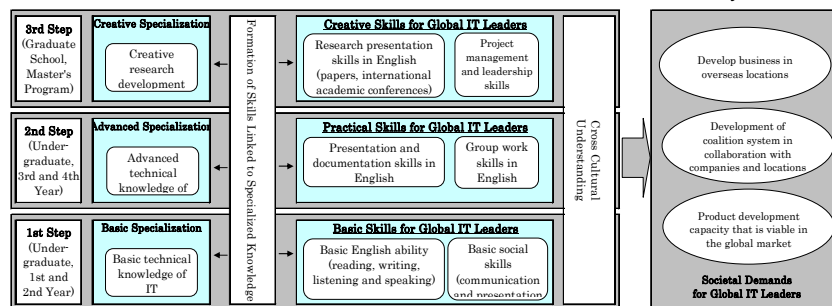 3rd Step
(Graduate
School,
Master's
Program)
Creative Specialization
Creative
research
development
Creative Skills for Global IT Leaders
Research presentation
skills in English
(papers, international
academic conferences)
Project
management
and leadership
skills
2nd Step
(Under-
graduate,
3rd and 4th
Year)
Advanced Specialization
Advanced
technical
knowledge of
Practical Skills for Global IT Leaders
Presentation and
documentation skills in
English
Group work
skills in
English
1st Step
(Under-
graduate,
1st and
2nd Year)
Basic Specialization
Basic technical
knowledge of
IT
Basic Skills for Global IT Leaders
Basic English ability
(reading, writing,
listening and speaking)
Basic social
skills
(communication
and presentation
Formation of Skills Linked to Specialized Knowledge
Cross Cultural
Understanding
Develop business in
overseas locations
Development of
coalition system in
collaboration with
companies and locations
Product development
capacity that is viable in
the global market
Societal Demands
for Global IT Leaders